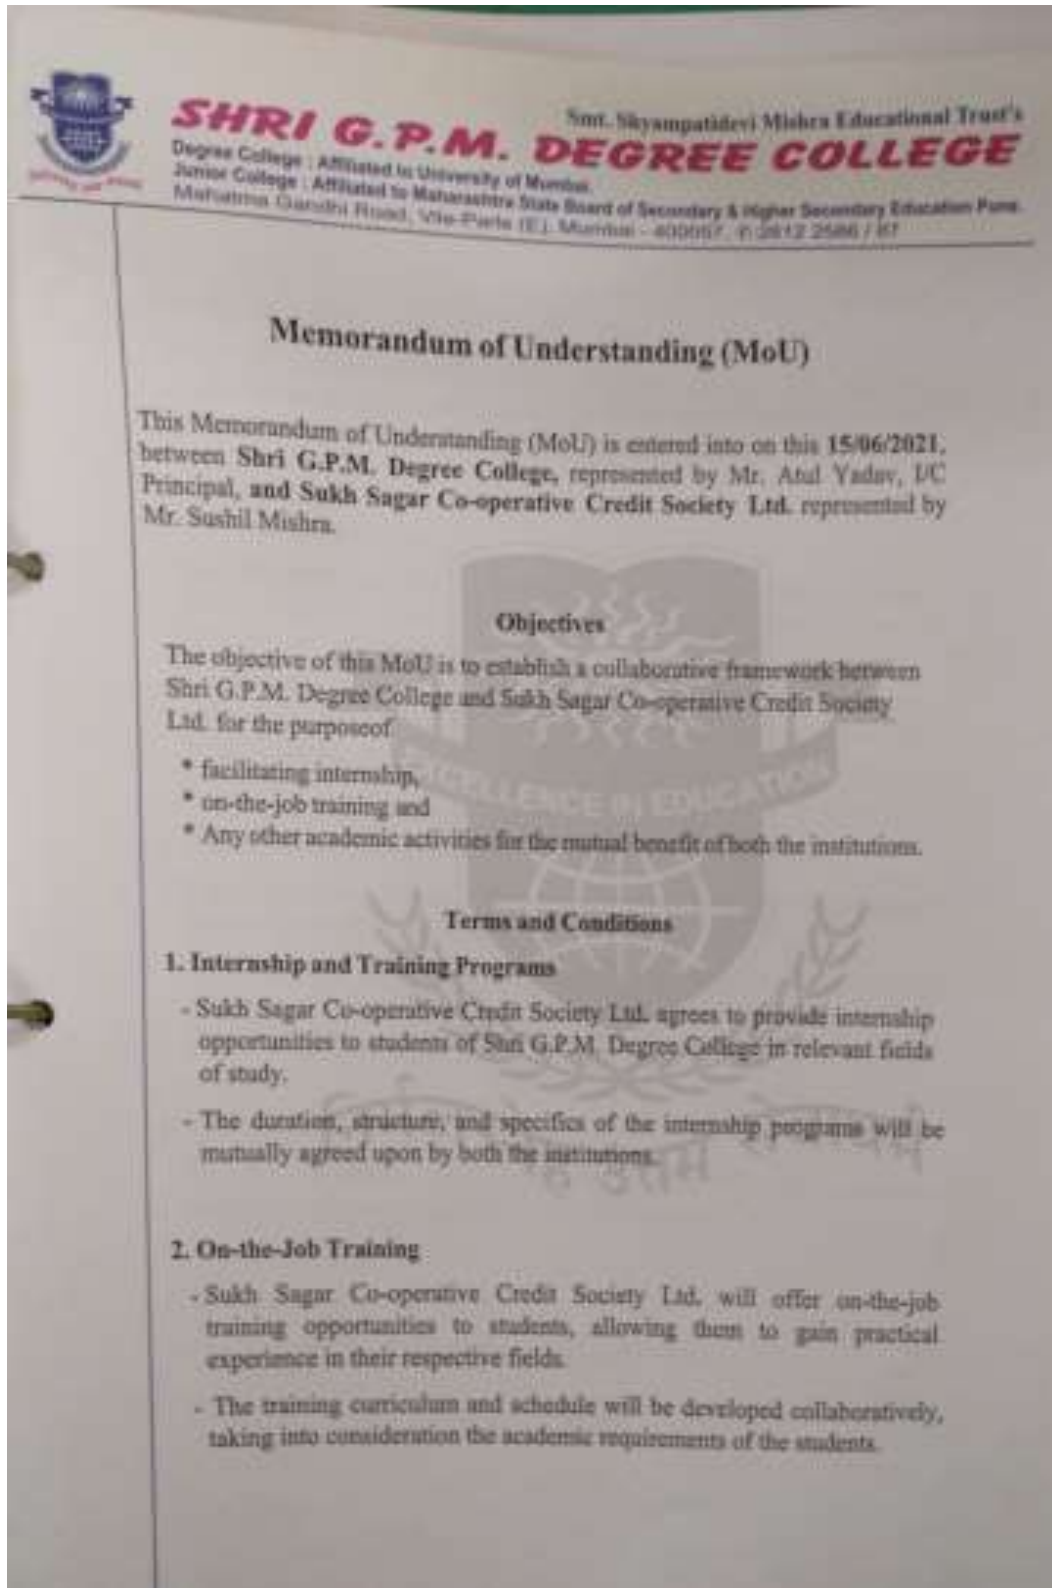 Smt. Shyampatidevi Mishra Educational Trust's
SHRI G.P.M. DEGREE COLLEGE
Degree College : Affiliated to University of Mumbai.
Junior College : Affiliated to Maharashtra State Board of Secondary & Higher Secondary Education Pune.
Mahatma Gandhi Road, Vile-Parle (E), Mumbai - 400057.
Memorandum of Understanding (MoU)
This Memorandum of Understanding (MoU) is entered into on this 15/06/2021,
between Shri G.P.M. Degree College, represented by Mr. Atul Yadav, I/C
Principal, and Sukh Sagar Co-operative Credit Society Ltd. represented by
Mr. Sushil Mishra.
Objectives
The objective of this MoU is to establish a collaborative framework between
Shri G.P.M. Degree College and Sukh Sagar Co-operative Credit Society
Ltd. for the purposeof
* facilitating internship,
* on-the-job training and
* Any other academic activities for the mutual benefit of both the institutions.
EXCELLENCE IN EDUCATION
Terms and Conditions
1. Internship and Training Programs
- Sukh Sagar Co-operative Credit Society Ltd. agrees to provide internship
opportunities to students of Shri G.P.M. Degree College in relevant fields
of study.
- The duration, structure, and specifics of the internship programs will be
mutually agreed upon by both the institutions.
2. On-the-Job Training
- Sukh Sagar Co-operative Credit Society Ltd. will offer on-the-job
training opportunities to students, allowing them to gain practical
experience in their respective fields.
- The training curriculum and schedule will be developed collaboratively,
taking into consideration the academic requirements of the students.